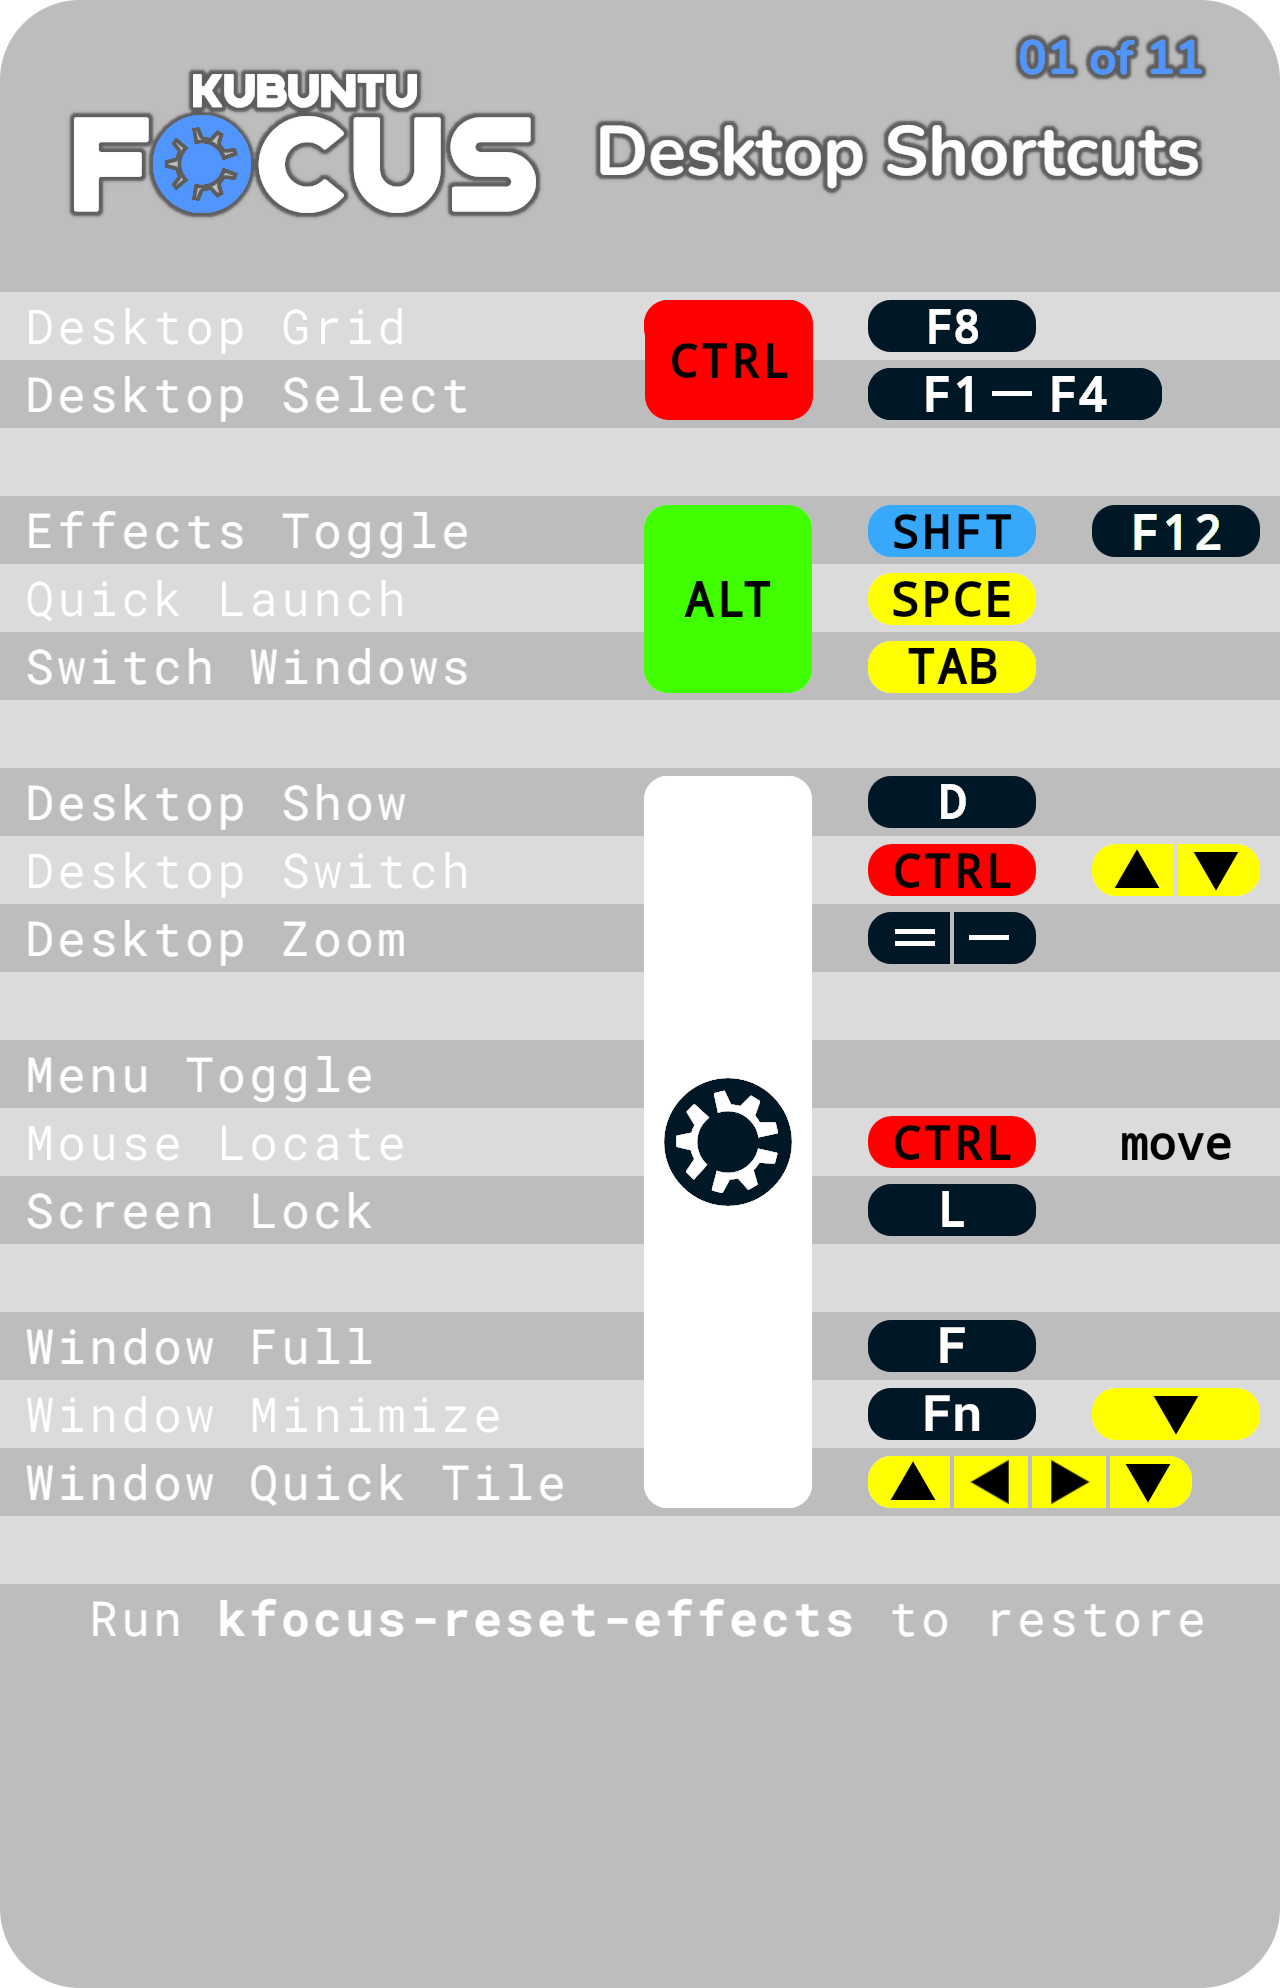 01 of 11
KUBUNTU
FOCUS
Desktop Shortcuts
Desktop Grid CTRL F8
Desktop Select F1 — F4
Effects Toggle SHFT F12
Quick Launch ALT SPCE
Switch Windows TAB
Desktop Show D
Desktop Switch CTRL ▲ ▼
Desktop Zoom = —
Menu Toggle
Mouse Locate CTRL move
Screen Lock L
Window Full F
Window Minimize Fn ▼
Window Quick Tile ▲ ◀ ▶ ▼
Run kfocus-reset-effects to restore